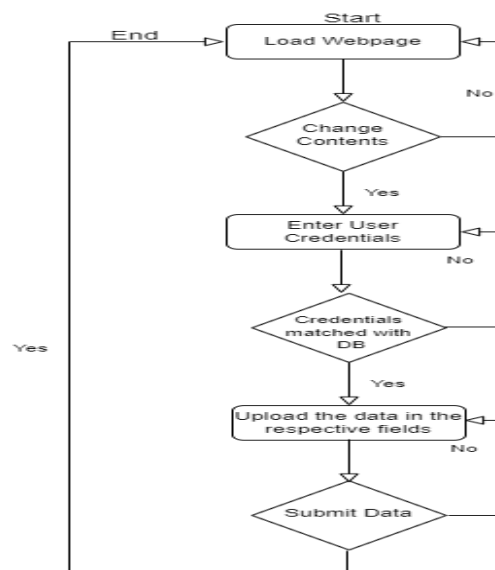 Start
End
Load Webpage
No
Change
Contents
Yes
Enter User
Credentials
No
Credentials
matched with
DB
Yes
Yes
Upload the data in the
respective fields
No
Submit Data